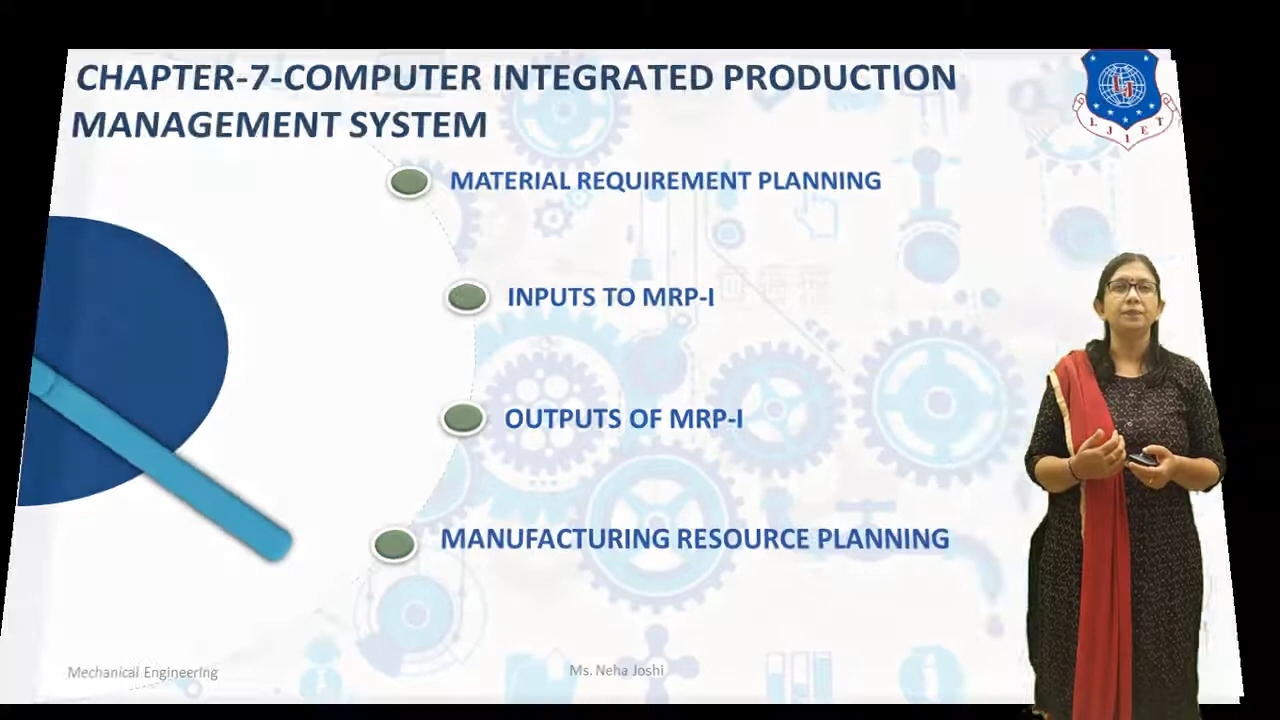 CHAPTER-7-COMPUTER INTEGRATED PRODUCTION
MANAGEMENT SYSTEM
L J I E T
MATERIAL REQUIREMENT PLANNING
INPUTS TO MRP-I
OUTPUTS OF MRP-I
MANUFACTURING RESOURCE PLANNING
Mechanical Engineering
Ms. Neha Joshi